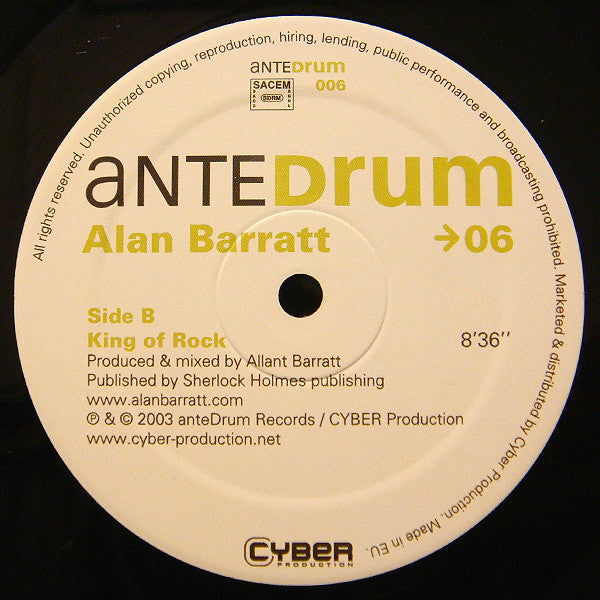 All rights reserved. Unauthorized copying, reproduction, hiring, lending, public performance and broadcasting prohibited. Marketed & distributed by Cyber Production. Made in EU.
aNTEDrum
006
SACEM
SDRM
aNTEDrum
Alan Barratt →06
Side B
King of Rock 8'36''
Produced & mixed by Allant Barratt
Published by Sherlock Holmes publishing
www.alanbarratt.com
℗ & © 2003 anteDrum Records / CYBER Production
www.cyber-production.net
CYBER
PRODUCTION